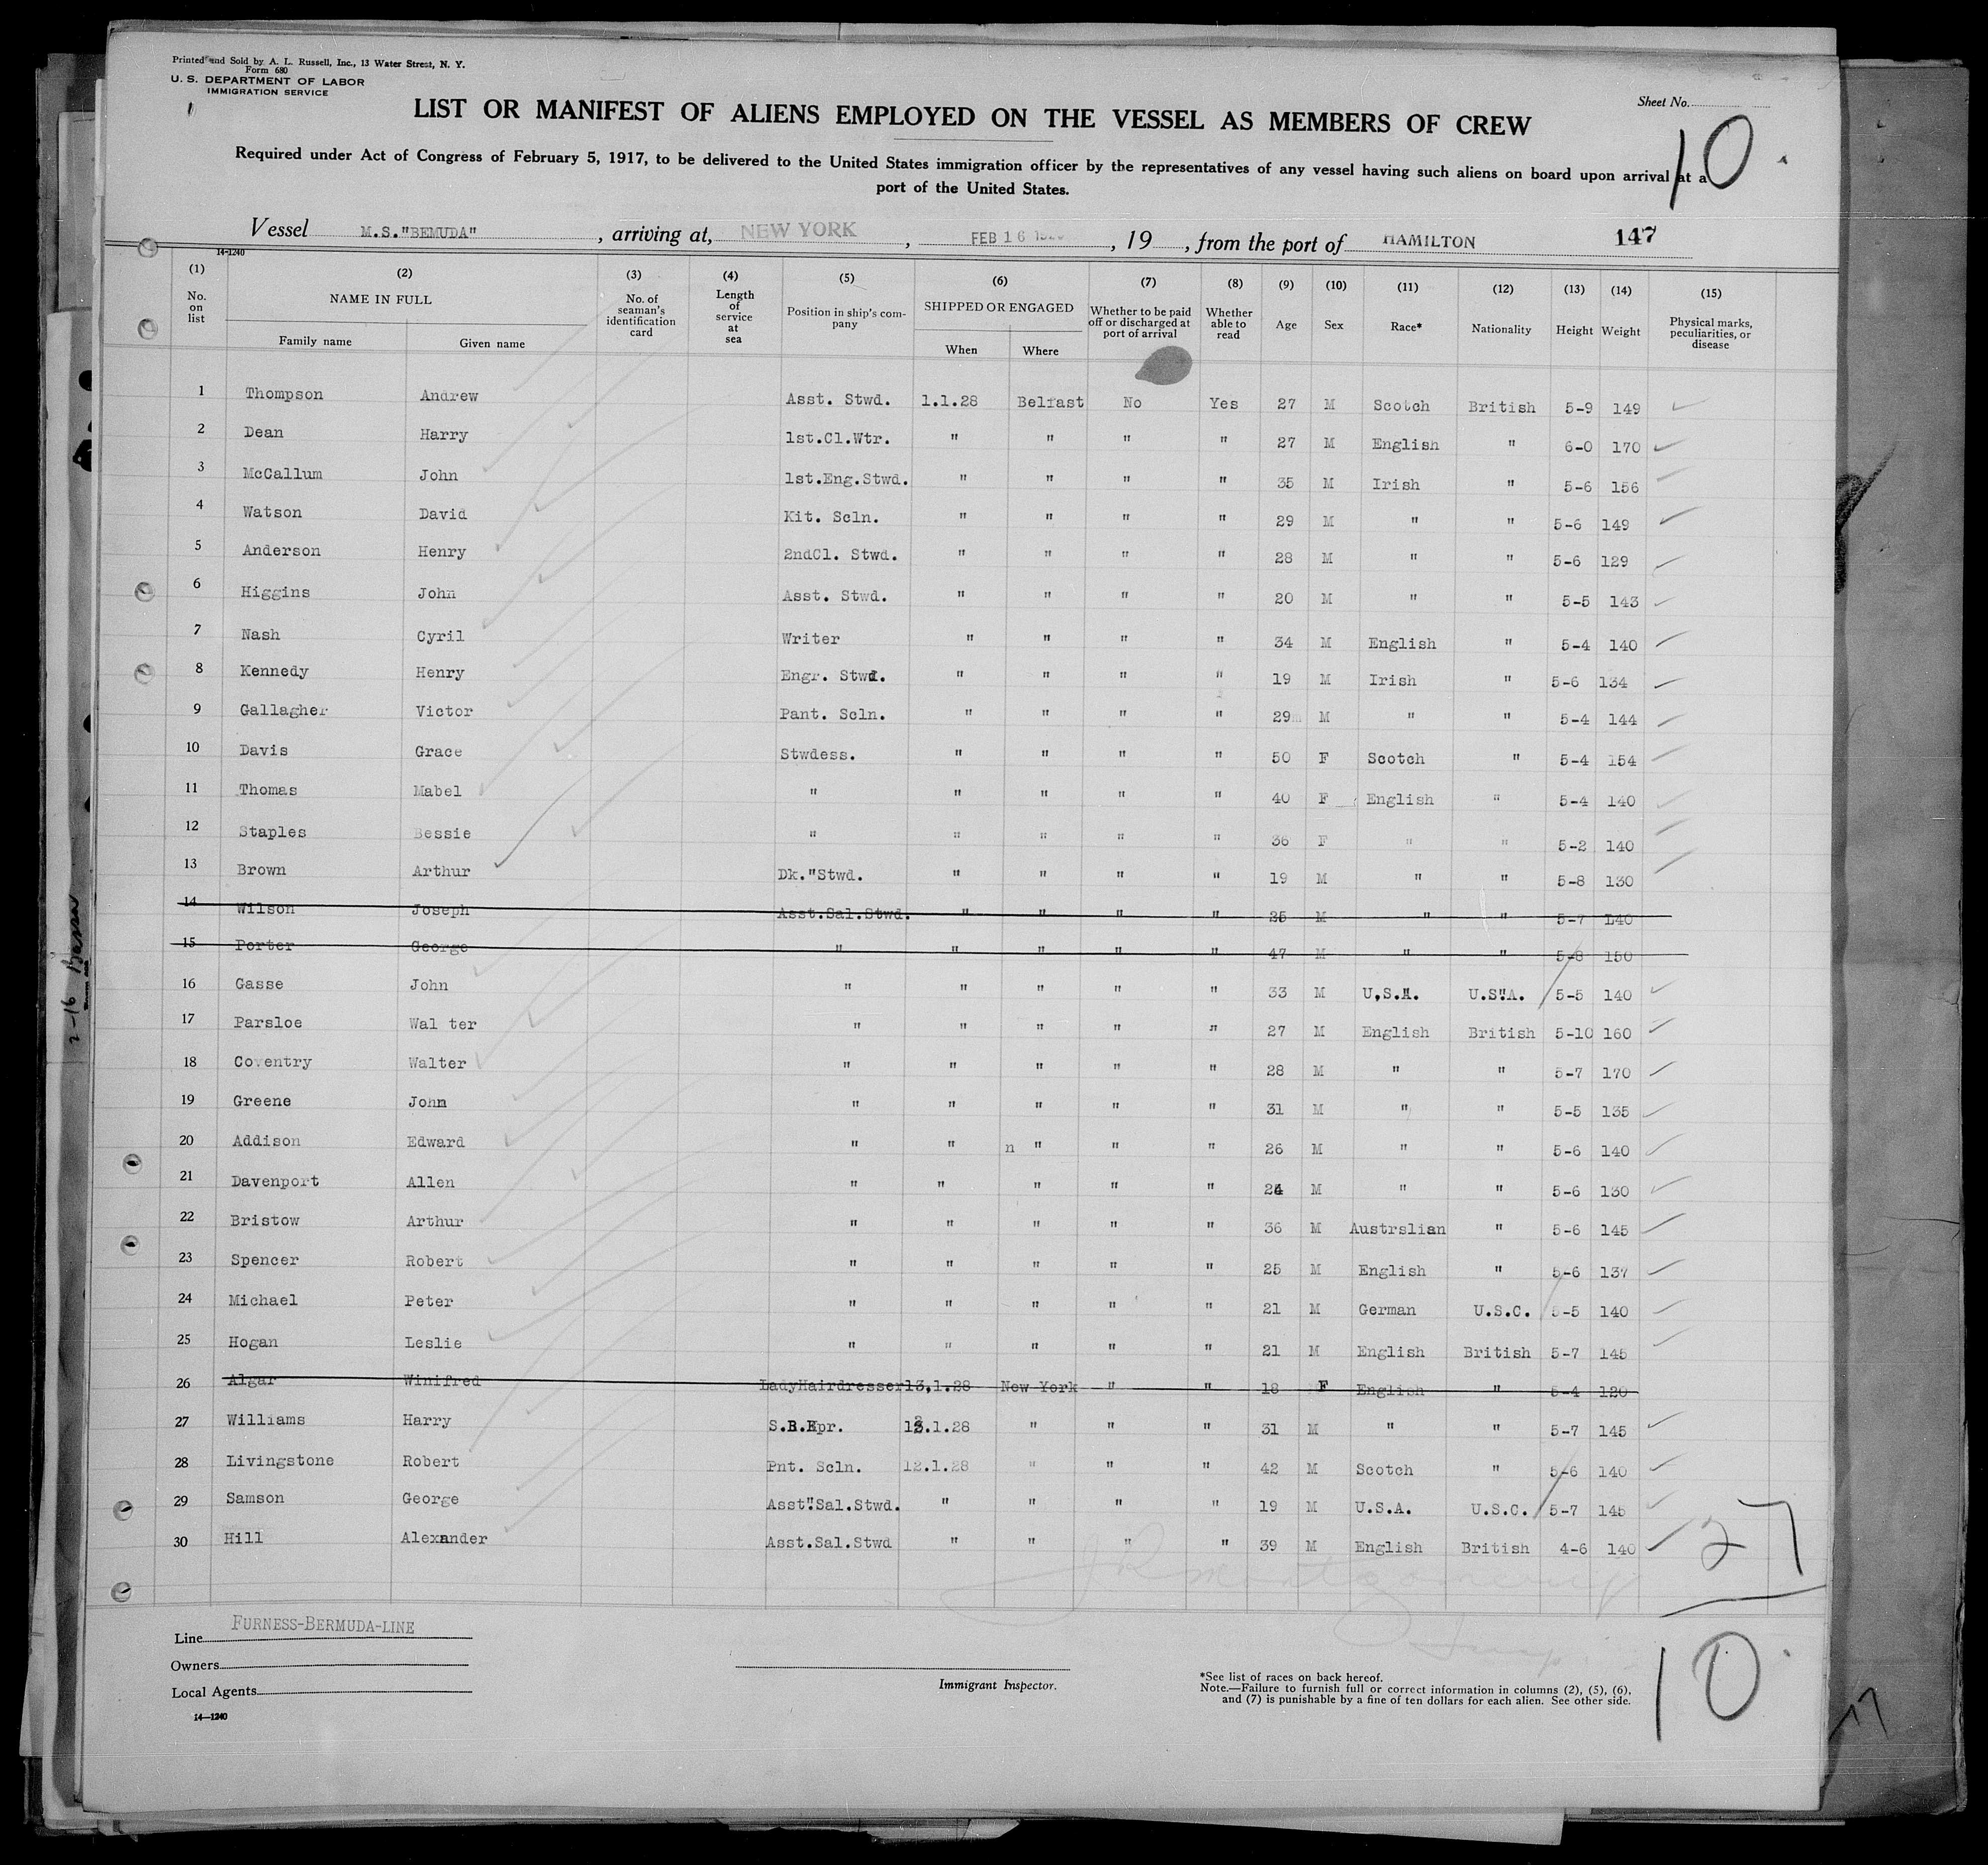 Printed and Sold by A. L. Russell, Inc., 13 Water Street, N. Y.
Form 680
U. S. DEPARTMENT OF LABOR
IMMIGRATION SERVICE
Sheet No.
10
LIST OR MANIFEST OF ALIENS EMPLOYED ON THE VESSEL AS MEMBERS OF CREW
Required under Act of Congress of February 5, 1917, to be delivered to the United States immigration officer by the representatives of any vessel having such aliens on board upon arrival at a
port of the United States.
Vessel M.S."BEMUDA", arriving at, NEW YORK, FEB 16, 19, from the port of HAMILTON 147
14-1240
(1) No. on list (2) NAME IN FULL Family name Given name (3) No. of seaman's identification card (4) Length of service at sea (5) Position in ship's company (6) SHIPPED OR ENGAGED When Where (7) Whether to be paid off or discharged at port of arrival (8) Whether able to read (9) Age (10) Sex (11) Race* (12) Nationality (13) Height (14) Weight (15) Physical marks, peculiarities, or disease
1 Thompson Andrew Asst. Stwd. 1.1.28 Belfast No Yes 27 M Scotch British 5-9 149
2 Dean Harry 1st.Cl.Wtr. " " " " 27 M English " 6-0 170
3 McCallum John 1st.Eng.Stwd. " " " " 35 M Irish " 5-6 156
4 Watson David Kit. Scln. " " " " 29 M " " 5-6 149
5 Anderson Henry 2ndCl. Stwd. " " " " 28 M " " 5-6 129
6 Higgins John Asst. Stwd. " " " " 20 M " " 5-5 143
7 Nash Cyril Writer " " " " 34 M English " 5-4 140
8 Kennedy Henry Engr. Stwd. " " " " 19 M Irish " 5-6 134
9 Gallagher Victor Pant. Scln. " " " " 29 M " " 5-4 144
10 Davis Grace Stwdess. " " " " 50 F Scotch " 5-4 154
11 Thomas Mabel " " " " " 40 F English " 5-4 140
12 Staples Bessie " " " " " 36 F " " 5-2 140
13 Brown Arthur Dk."Stwd. " " " " 19 M " " 5-8 130
14 Wilson Joseph Asst.Sal.Stwd. " " " " 25 M " " 5-7 140
15 Porter George " " " " " 47 M " " 5-8 150
16 Gasse John " " " " " 33 M U.S.A. U.S"A. 5-5 140
17 Parsloe Wal ter " " " " " 27 M English British 5-10 160
18 Coventry Walter " " " " " 28 M " " 5-7 170
19 Greene John " " " " " 31 M " " 5-5 135
20 Addison Edward " " n " " " 26 M " " 5-6 140
21 Davenport Allen " " " " " 24 M " " 5-6 130
22 Bristow Arthur " " " " " 36 M Austrslian " 5-6 145
23 Spencer Robert " " " " " 25 M English " 5-6 137
24 Michael Peter " " " " " 21 M German U.S.C. 5-5 140
25 Hogan Leslie " " " " " 21 M English British 5-7 145
26 Algar Winifred LadyHairdresser 13.1.28 New York " " 18 F English " 5-4 120
27 Williams Harry S.B.Kpr. 12.1.28 " " " 31 M " " 5-7 145
28 Livingstone Robert Pnt. Scln. 12.1.28 " " " 42 M Scotch " 5-6 140
29 Samson George Asst"Sal.Stwd. " " " " 19 M U.S.A. U.S.C. 5-7 145
30 Hill Alexander Asst.Sal.Stwd " " " " 39 M English British 4-6 140
27
J R Montgomery
Line FURNESS-BERMUDA-LINE
Owners
Local Agents
14—1240
Immigrant Inspector.
*See list of races on back hereof.
Note.—Failure to furnish full or correct information in columns (2), (5), (6),
and (7) is punishable by a fine of ten dollars for each alien. See other side.
10
2-16